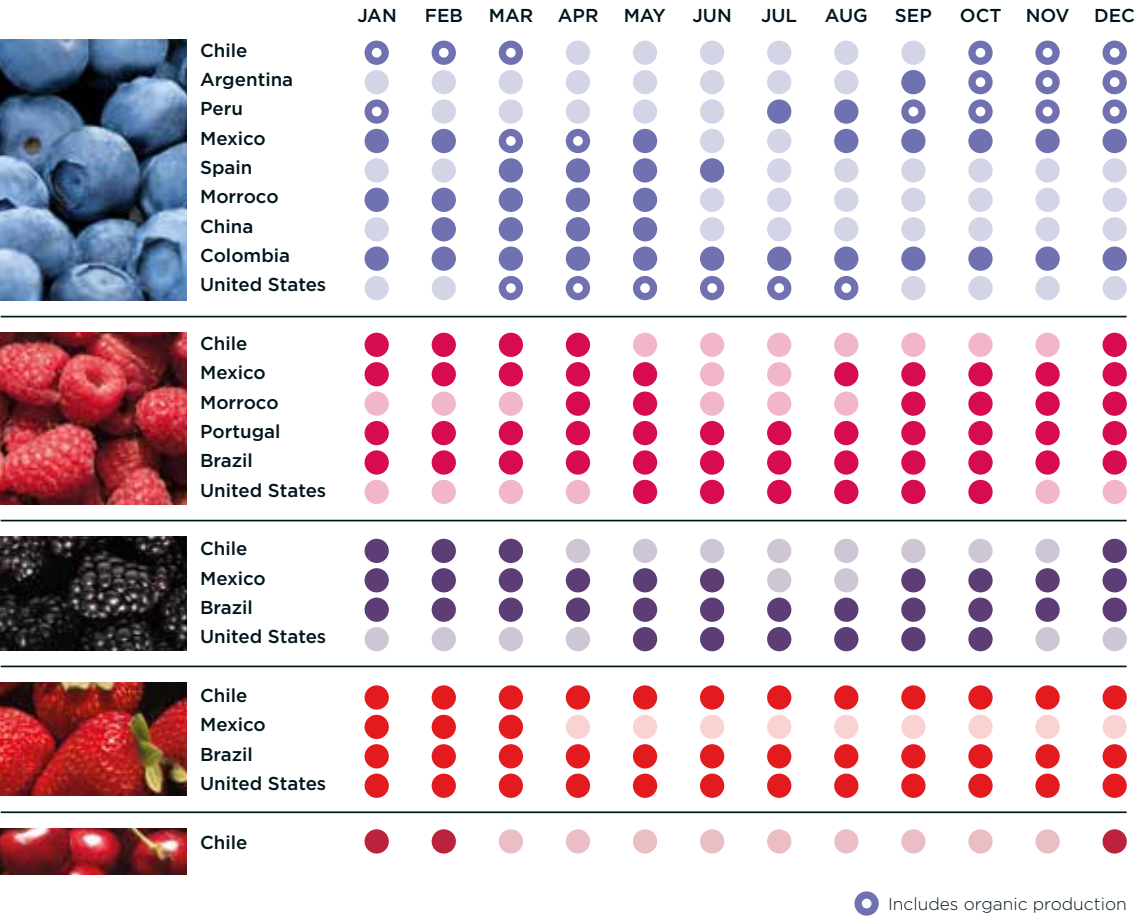 JAN FEB MAR APR MAY JUN JUL AUG SEP OCT NOV DEC
Chile
Argentina
Peru
Mexico
Spain
Morroco
China
Colombia
United States
Chile
Mexico
Morroco
Portugal
Brazil
United States
Chile
Mexico
Brazil
United States
Chile
Mexico
Brazil
United States
Chile
Includes organic production